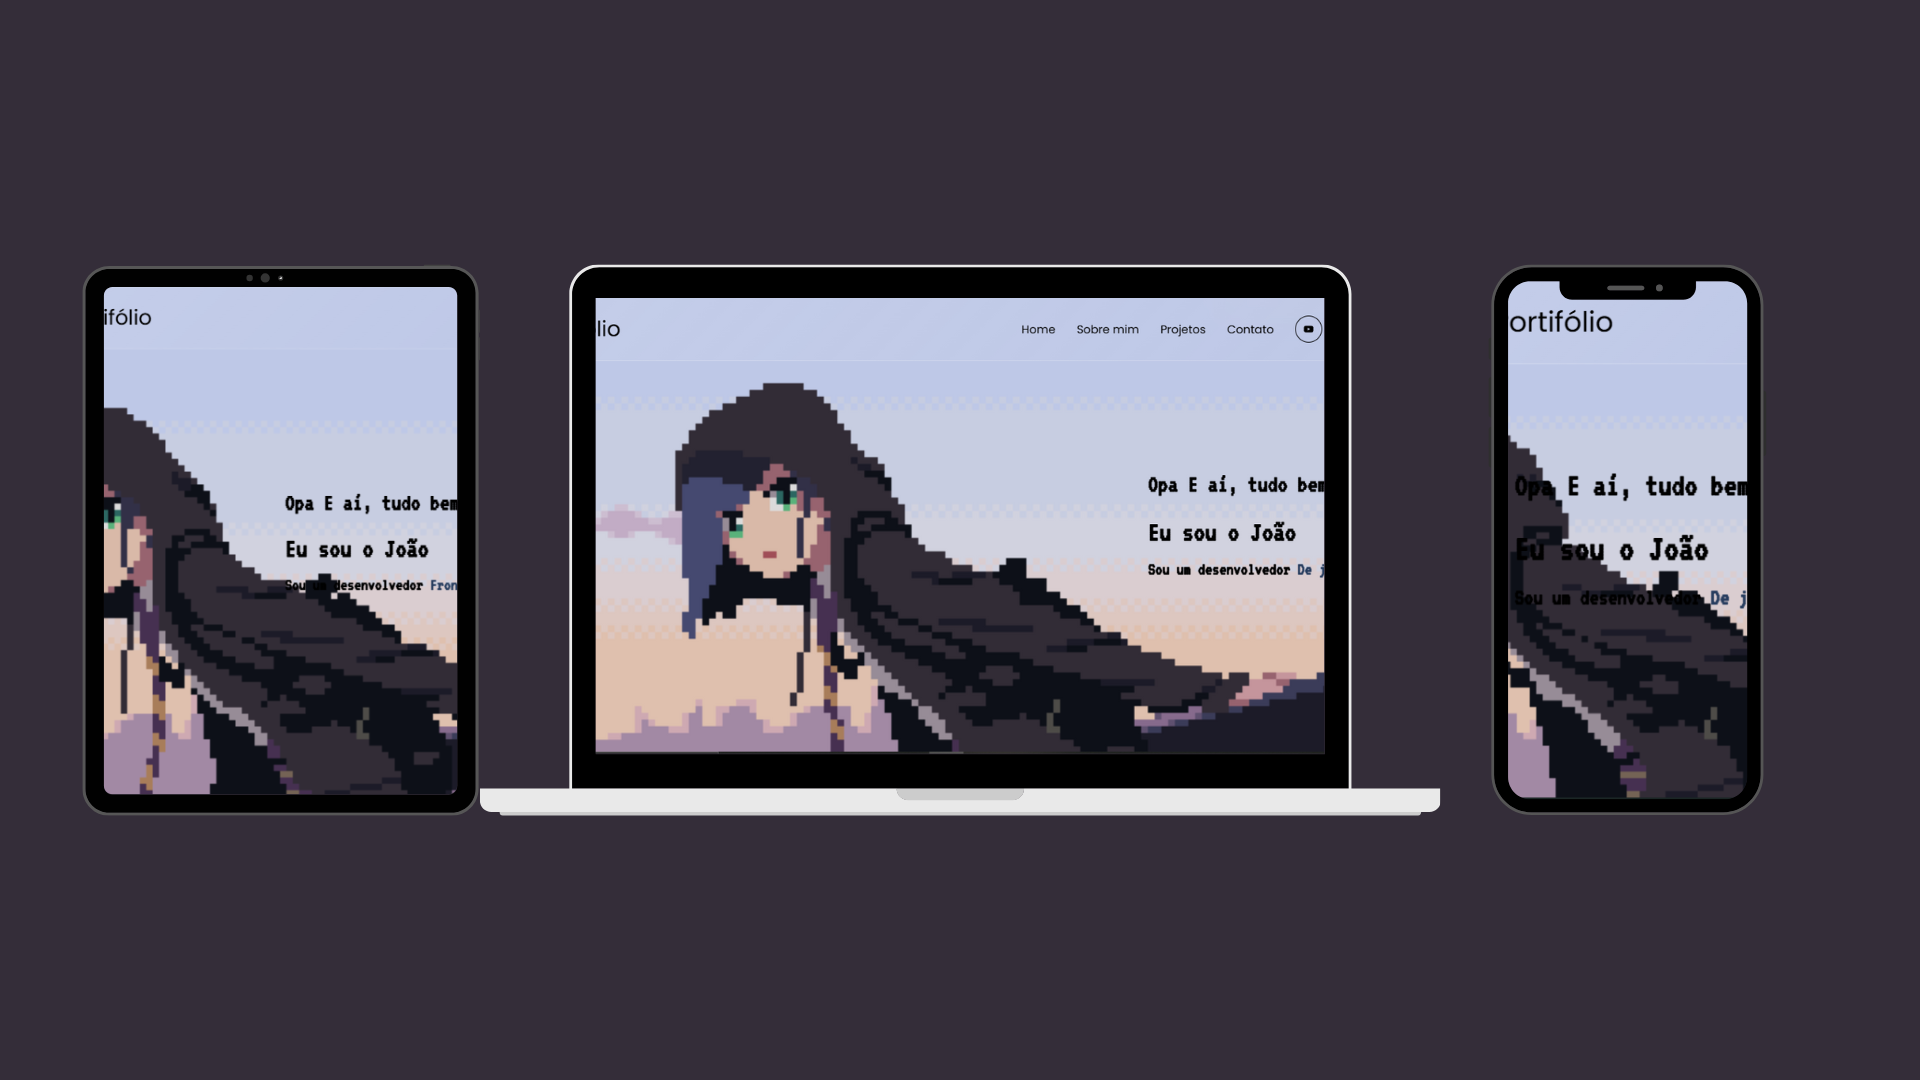 ifólio
Opa E aí, tudo bem
Eu sou o João
Sou um desenvolvedor Fron
lio
Home Sobre mim Projetos Contato
Opa E aí, tudo bem
Eu sou o João
Sou um desenvolvedor De j
ortifólio
Opa E aí, tudo bem
Eu sou o João
Sou um desenvolvedor De j